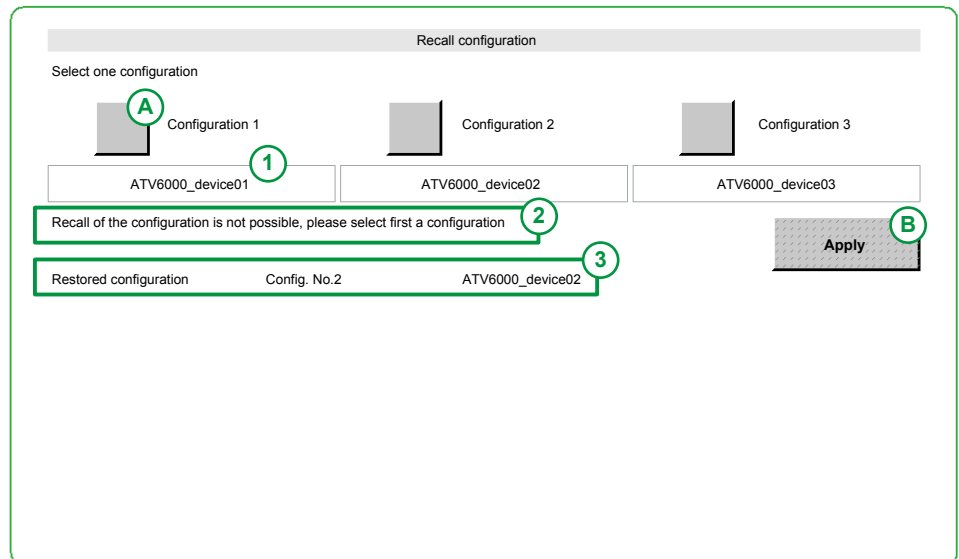 Recall configuration
Select one configuration
A
Configuration 1
Configuration 2
Configuration 3
1
ATV6000_device01
ATV6000_device02
ATV6000_device03
Recall of the configuration is not possible, please select first a configuration
2
B
Apply
3
Restored configuration Config. No.2 ATV6000_device02